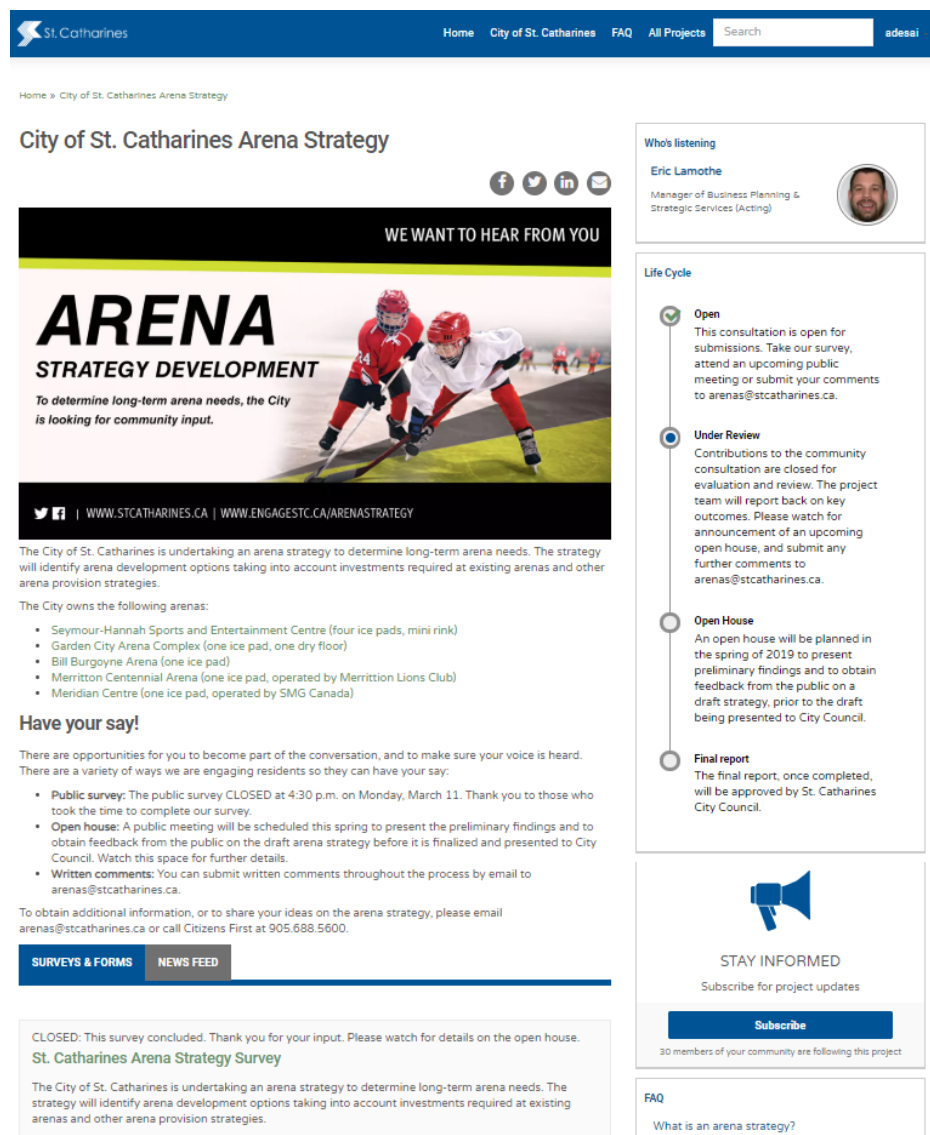 St. Catharines
Home City of St. Catharines FAQ All Projects Search adesai
Home » City of St. Catharines Arena Strategy
City of St. Catharines Arena Strategy
WE WANT TO HEAR FROM YOU
ARENA
STRATEGY DEVELOPMENT
To determine long-term arena needs, the City
is looking for community input.
24
| WWW.STCATHARINES.CA | WWW.ENGAGESTC.CA/ARENASTRATEGY
The City of St. Catharines is undertaking an arena strategy to determine long-term arena needs. The strategy
will identify arena development options taking into account investments required at existing arenas and other
arena provision strategies.
The City owns the following arenas:
• Seymour-Hannah Sports and Entertainment Centre (four ice pads, mini rink)
• Garden City Arena Complex (one ice pad, one dry floor)
• Bill Burgoyne Arena (one ice pad)
• Merritton Centennial Arena (one ice pad, operated by Merrittion Lions Club)
• Meridian Centre (one ice pad, operated by SMG Canada)
Have your say!
There are opportunities for you to become part of the conversation, and to make sure your voice is heard.
There are a variety of ways we are engaging residents so they can have your say:
• Public survey: The public survey CLOSED at 4:30 p.m. on Monday, March 11. Thank you to those who
took the time to complete our survey.
• Open house: A public meeting will be scheduled this spring to present the preliminary findings and to
obtain feedback from the public on the draft arena strategy before it is finalized and presented to City
Council. Watch this space for further details.
• Written comments: You can submit written comments throughout the process by email to
arenas@stcatharines.ca.
To obtain additional information, or to share your ideas on the arena strategy, please email
arenas@stcatharines.ca or call Citizens First at 905.688.5600.
SURVEYS & FORMS NEWS FEED
CLOSED: This survey concluded. Thank you for your input. Please watch for details on the open house.
St. Catharines Arena Strategy Survey
The City of St. Catharines is undertaking an arena strategy to determine long-term arena needs. The
strategy will identify arena development options taking into account investments required at existing
arenas and other arena provision strategies.
Who's listening
Eric Lamothe
Manager of Business Planning &
Strategic Services (Acting)
Life Cycle
Open
This consultation is open for
submissions. Take our survey,
attend an upcoming public
meeting or submit your comments
to arenas@stcatharines.ca.
Under Review
Contributions to the community
consultation are closed for
evaluation and review. The project
team will report back on key
outcomes. Please watch for
announcement of an upcoming
open house, and submit any
further comments to
arenas@stcatharines.ca.
Open House
An open house will be planned in
the spring of 2019 to present
preliminary findings and to obtain
feedback from the public on a
draft strategy, prior to the draft
being presented to City Council.
Final report
The final report, once completed,
will be approved by St. Catharines
City Council.
STAY INFORMED
Subscribe for project updates
Subscribe
30 members of your community are following this project
FAQ
What is an arena strategy?